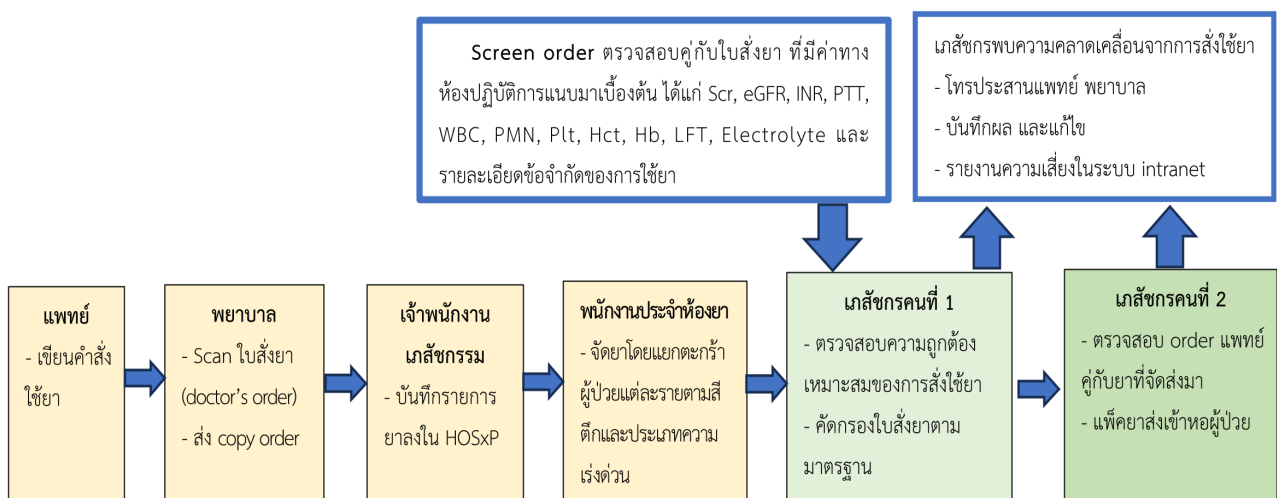 Screen order ตรวจสอบคู่กับใบสั่งยา ที่มีค่าทาง
ห้องปฏิบัติการแนบมาเบื้องต้น ได้แก่ Scr, eGFR, INR, PTT,
WBC, PMN, Plt, Hct, Hb, LFT, Electrolyte และ
รายละเอียดข้อจำกัดของการใช้ยา
เภสัชกรพบความคลาดเคลื่อนจากการสั่งใช้ยา
- โทรประสานแพทย์ พยาบาล
- บันทึกผล และแก้ไข
- รายงานความเสี่ยงในระบบ intranet
แพทย์
- เขียนคำสั่ง
ใช้ยา
พยาบาล
- Scan ใบสั่งยา
(doctor's order)
- ส่ง copy order
เจ้าพนักงาน
เภสัชกรรม
- บันทึกรายการ
ยาลงใน HOSxP
พนักงานประจำห้องยา
- จัดยาโดยแยกตะกร้า
ผู้ป่วยแต่ละรายตามสี
ตึกและประเภทความ
เร่งด่วน
เภสัชกรคนที่ 1
- ตรวจสอบความถูกต้อง
เหมาะสมของการสั่งใช้ยา
- คัดกรองใบสั่งยาตาม
มาตรฐาน
เภสัชกรคนที่ 2
- ตรวจสอบ order แพทย์
คู่กับยาที่จัดส่งมา
- แพ็คยาส่งเข้าหอผู้ป่วย